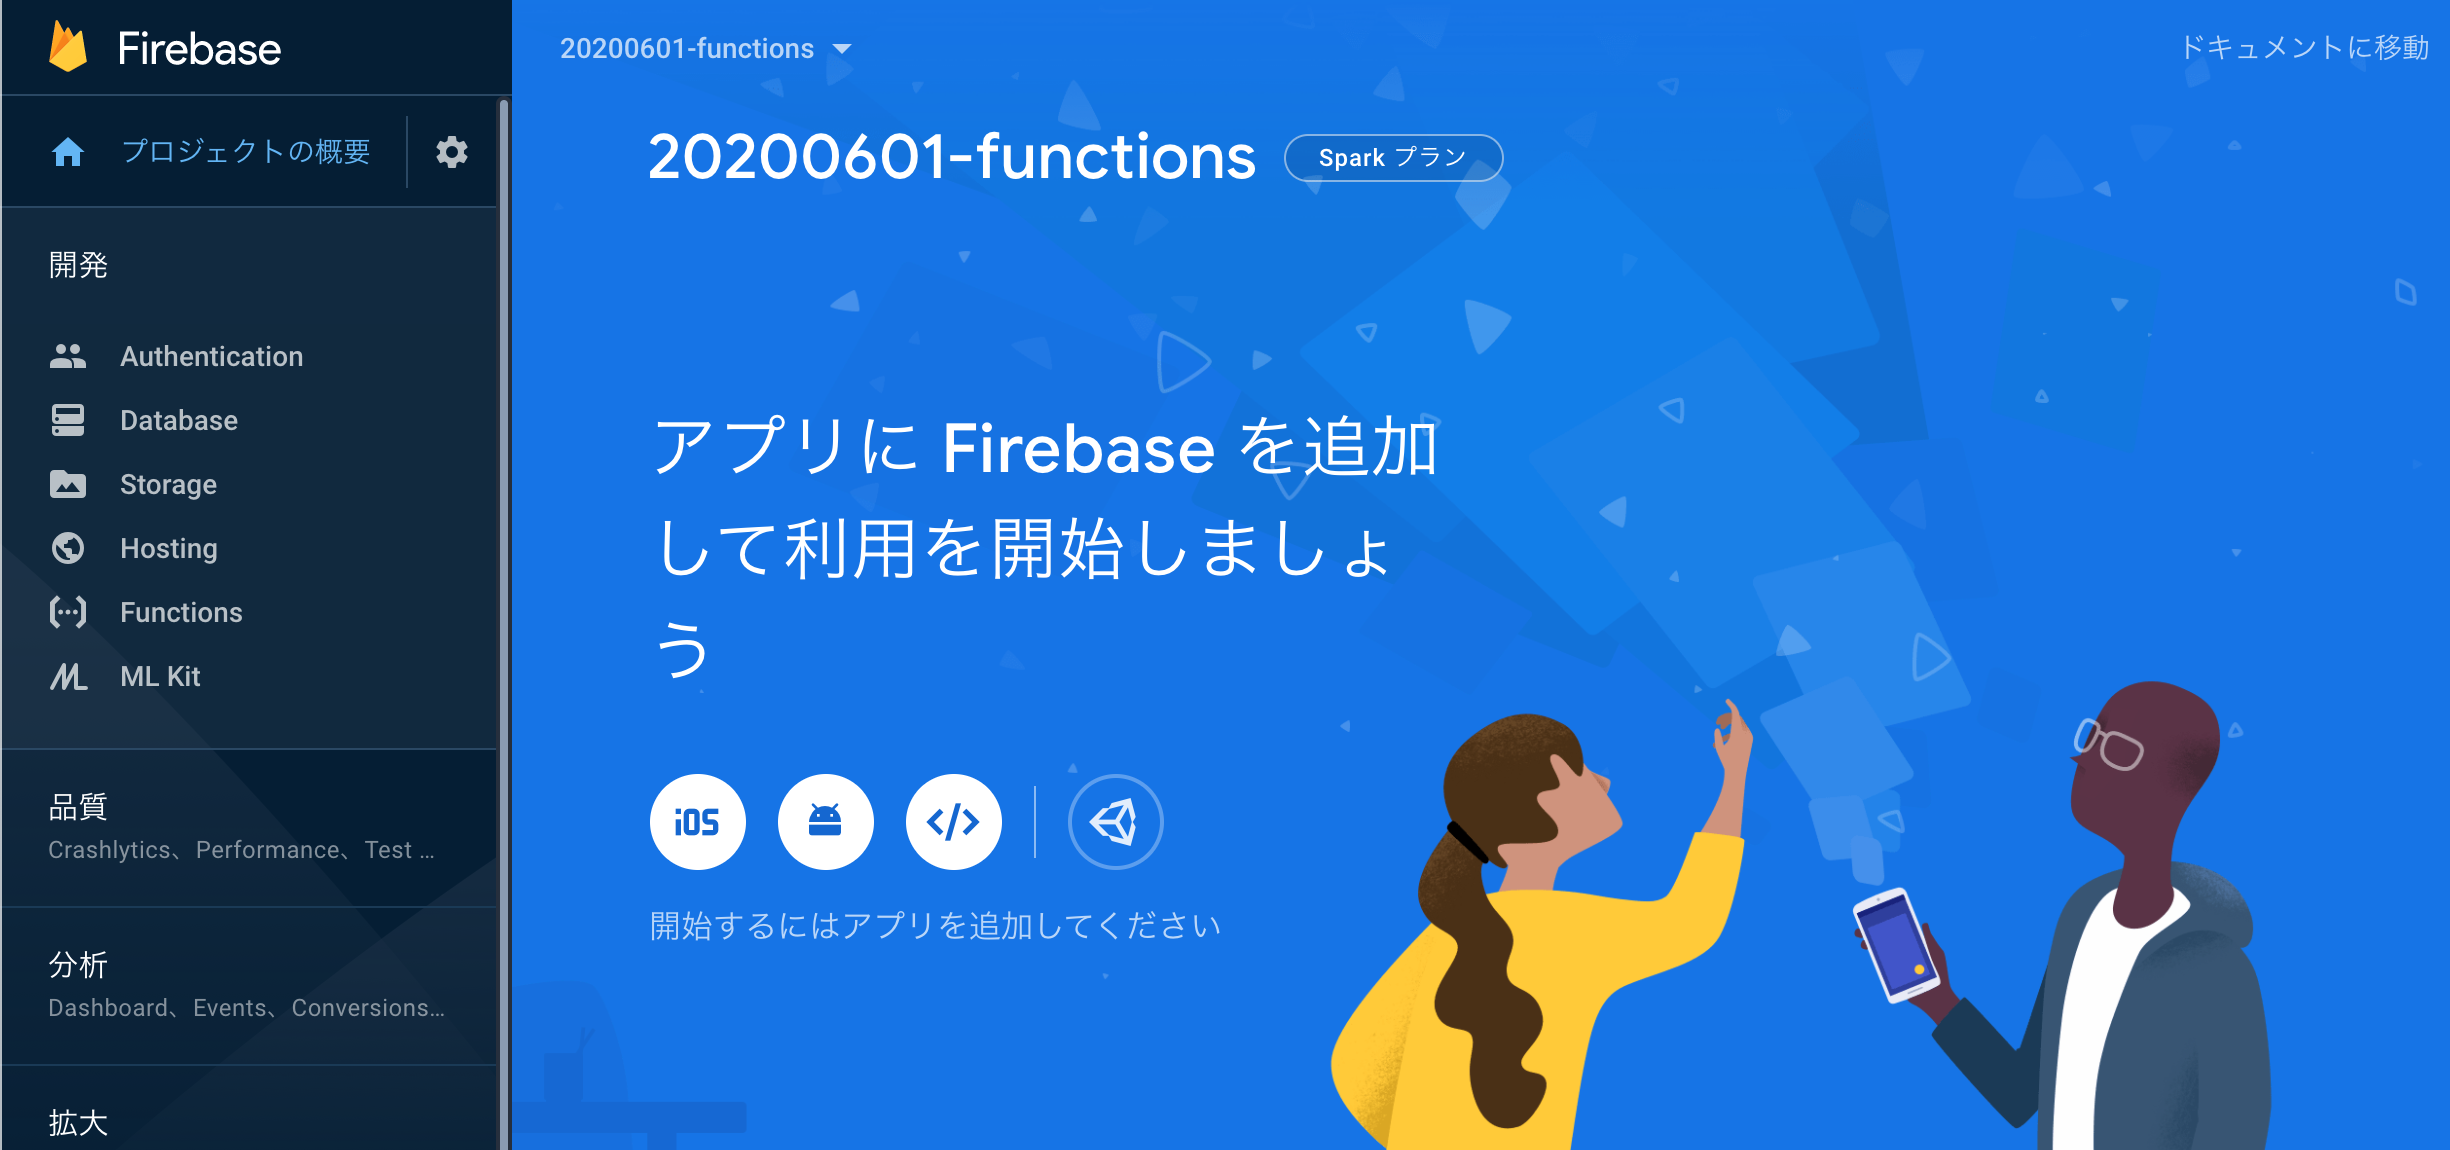 Firebase
20200601-functions
ドキュメントに移動
プロジェクトの概要
20200601-functions
Spark プラン
開発
Authentication
Database
Storage
Hosting
Functions
ML Kit
品質
Crashlytics、Performance、Test …
分析
Dashboard、Events、Conversions…
拡大
アプリに Firebase を追加
して利用を開始しましょ
う
iOS
開始するにはアプリを追加してください